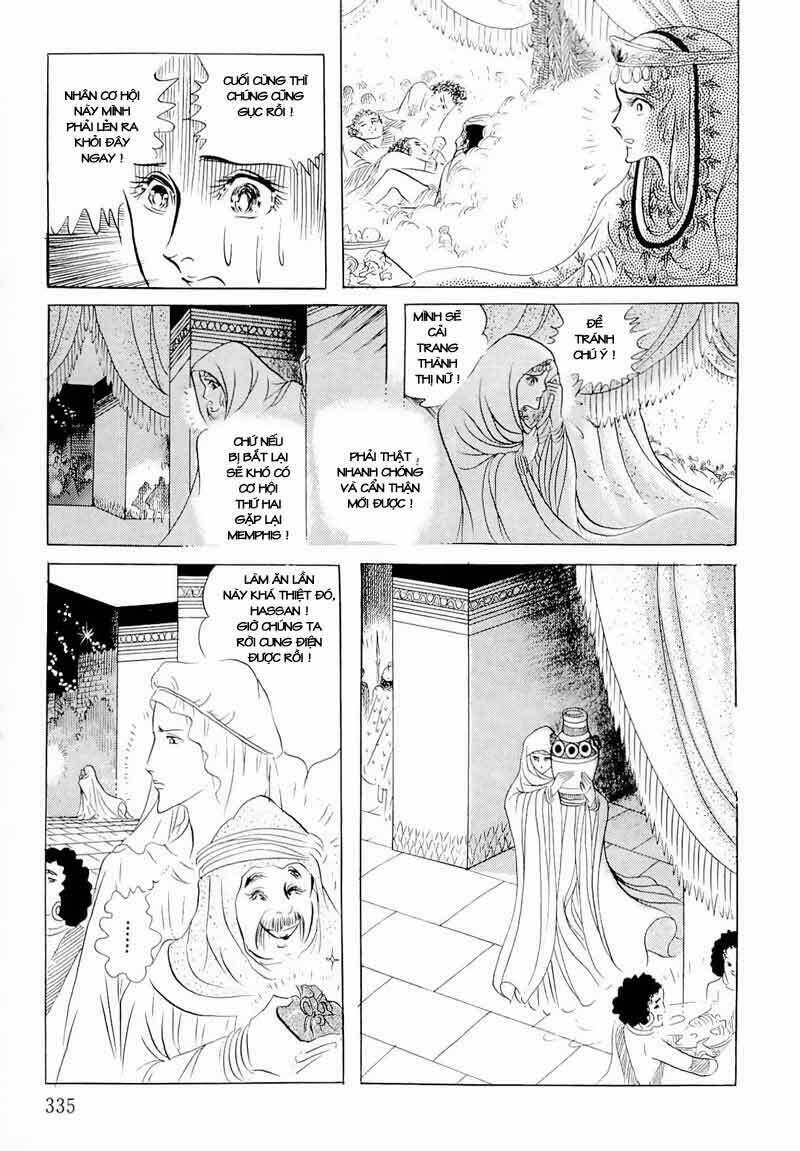 CUỐI CÙNG THÌ
CHÚNG CŨNG
GỤC RỒI !
NHÂN CƠ HỘI
NÀY MÌNH
PHẢI LẺN RA
KHỎI ĐÂY
NGAY !
ĐỂ
TRÁNH
CHÚ Ý !
MÌNH SẼ
CẢI
TRANG
THÀNH
THỊ NỮ !
PHẢI THẬT
NHANH CHÓNG
VÀ CẨN THẬN
MỚI ĐƯỢC !
CHỨ NẾU
BỊ BẮT LẠI
SẼ KHÓ CÓ
CƠ HỘI
THỨ HAI
GẶP LẠI
MEMPHIS !
LÀM ĂN LẦN
NÀY KHÁ THIỆT ĐÓ,
HASSAN !
GIỜ CHÚNG TA
RỜI CUNG ĐIỆN
ĐƯỢC RỒI !
......
335